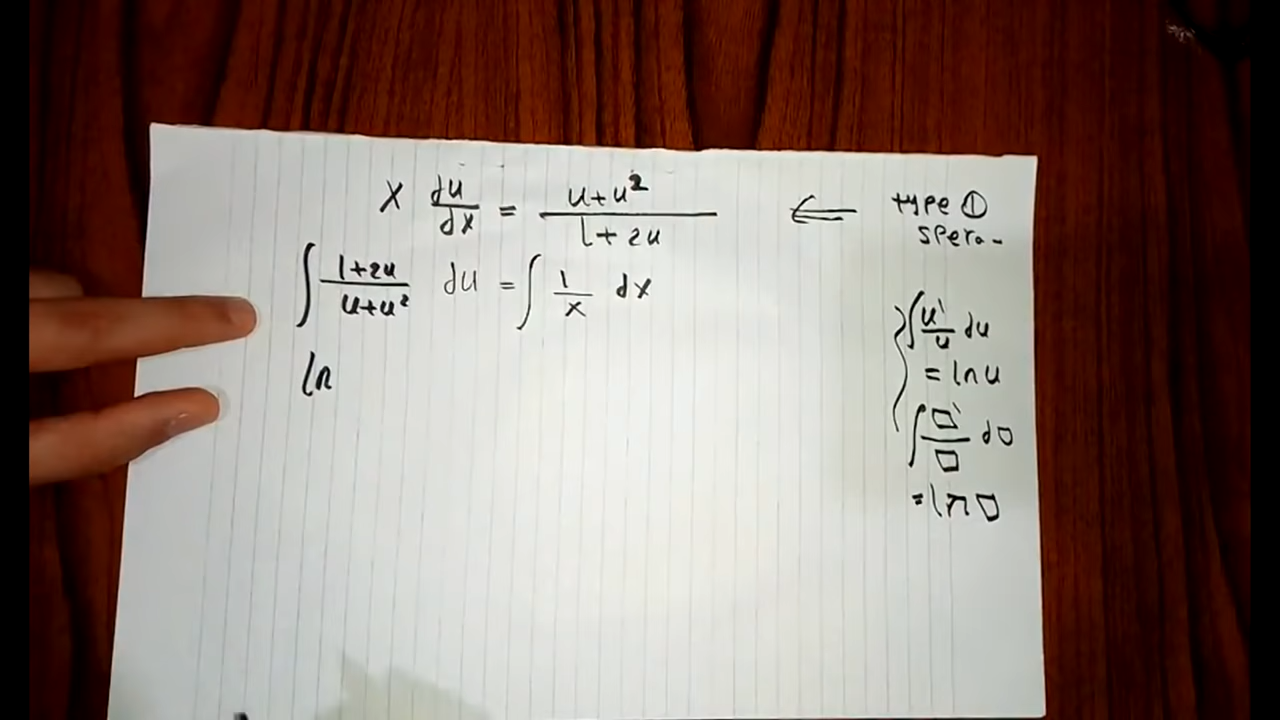 x du/dx = u+u²/1+2u ⇐ type ① spera-
∫ 1+2u/u+u² du = ∫ 1/x dx
ln
∫ u'/u du
= ln u
∫ □'/□ d□
= ln □